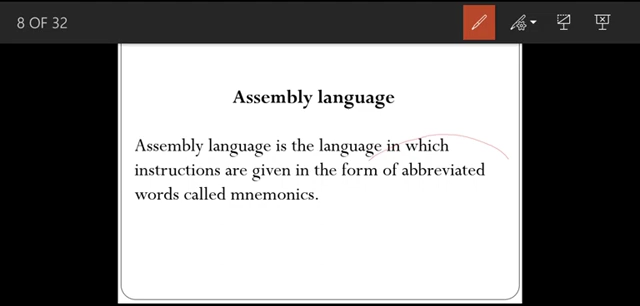 8 OF 32
Assembly language
Assembly language is the language in which
instructions are given in the form of abbreviated
words called mnemonics.